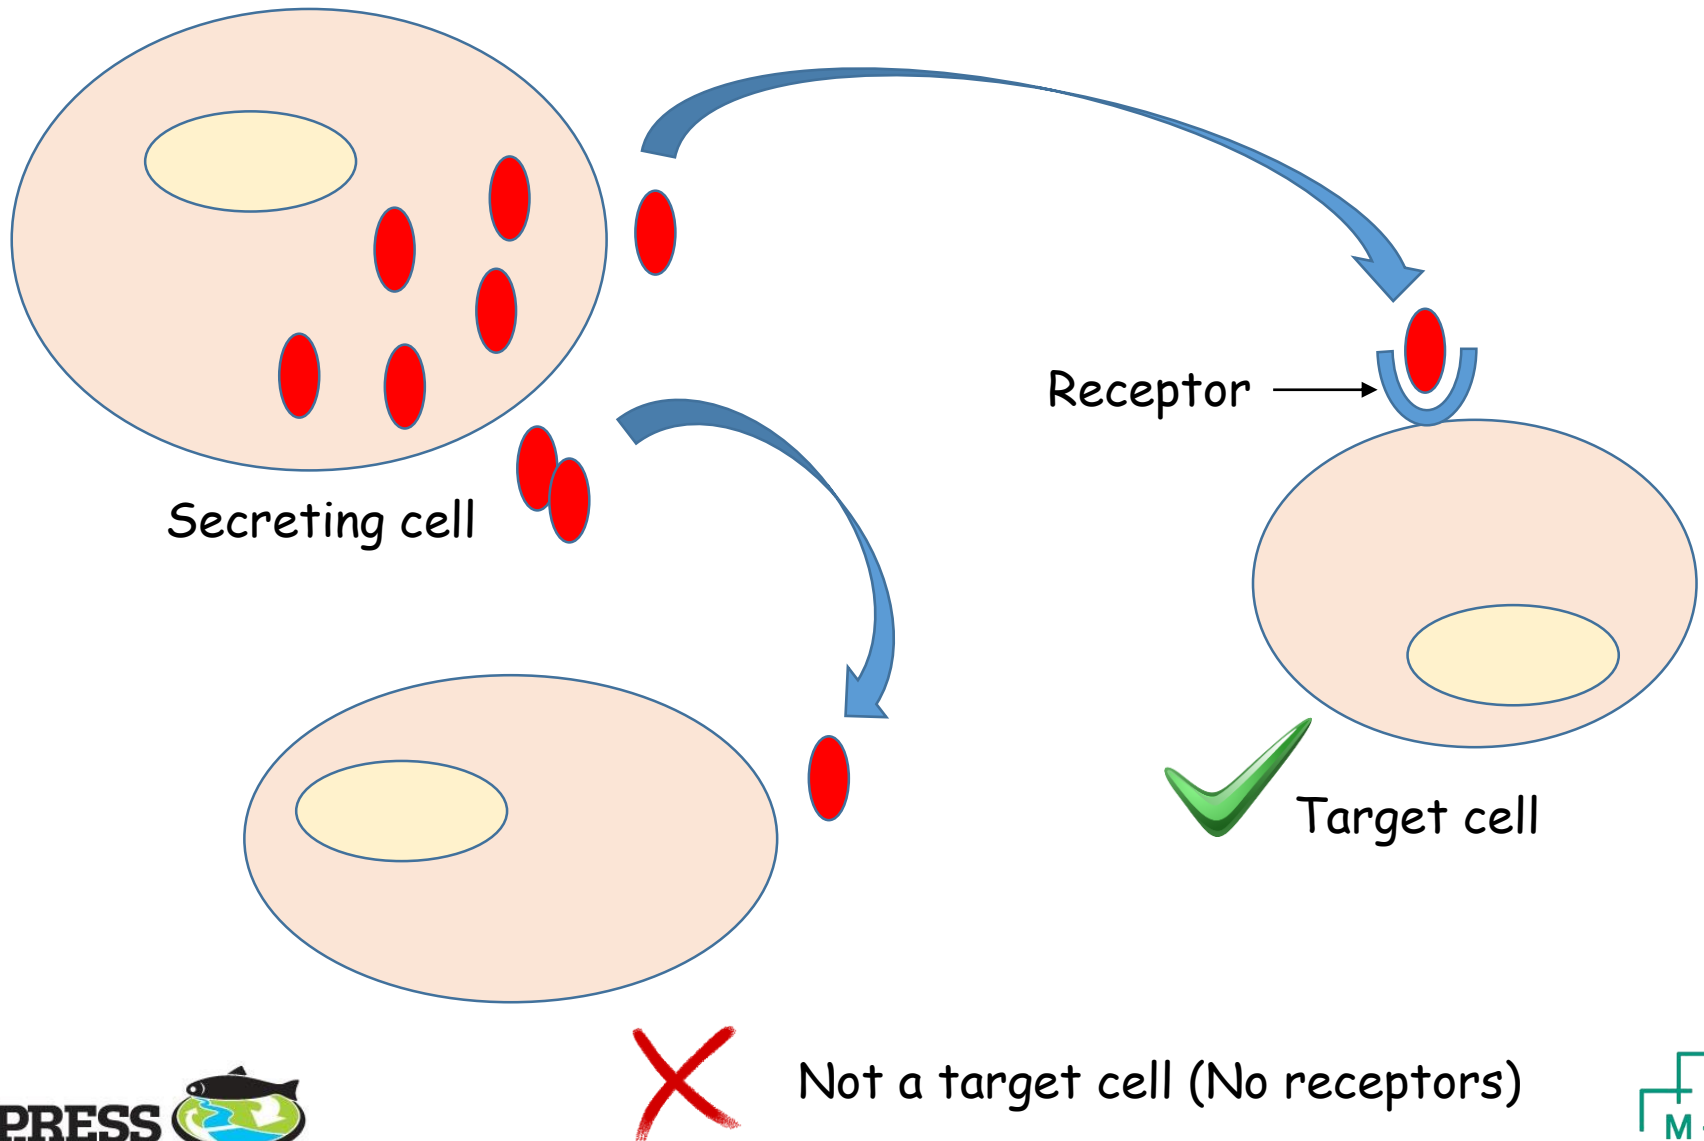 Receptor
Secreting cell
Target cell
Not a target cell (No receptors)
PRESS
M